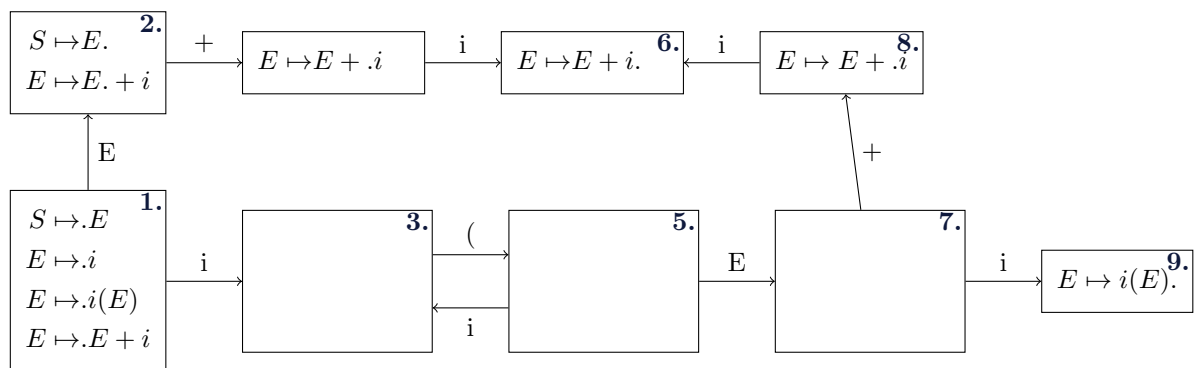 2.
S ↦E.
E ↦E. + i
+
E ↦E + .i
i
6.
E ↦E + i.
i
8.
E ↦ E + .i
E
+
1.
S ↦.E
E ↦.i
E ↦.i(E)
E ↦.E + i
i
3.
(
i
5.
E
7.
i
9.
E ↦ i(E).